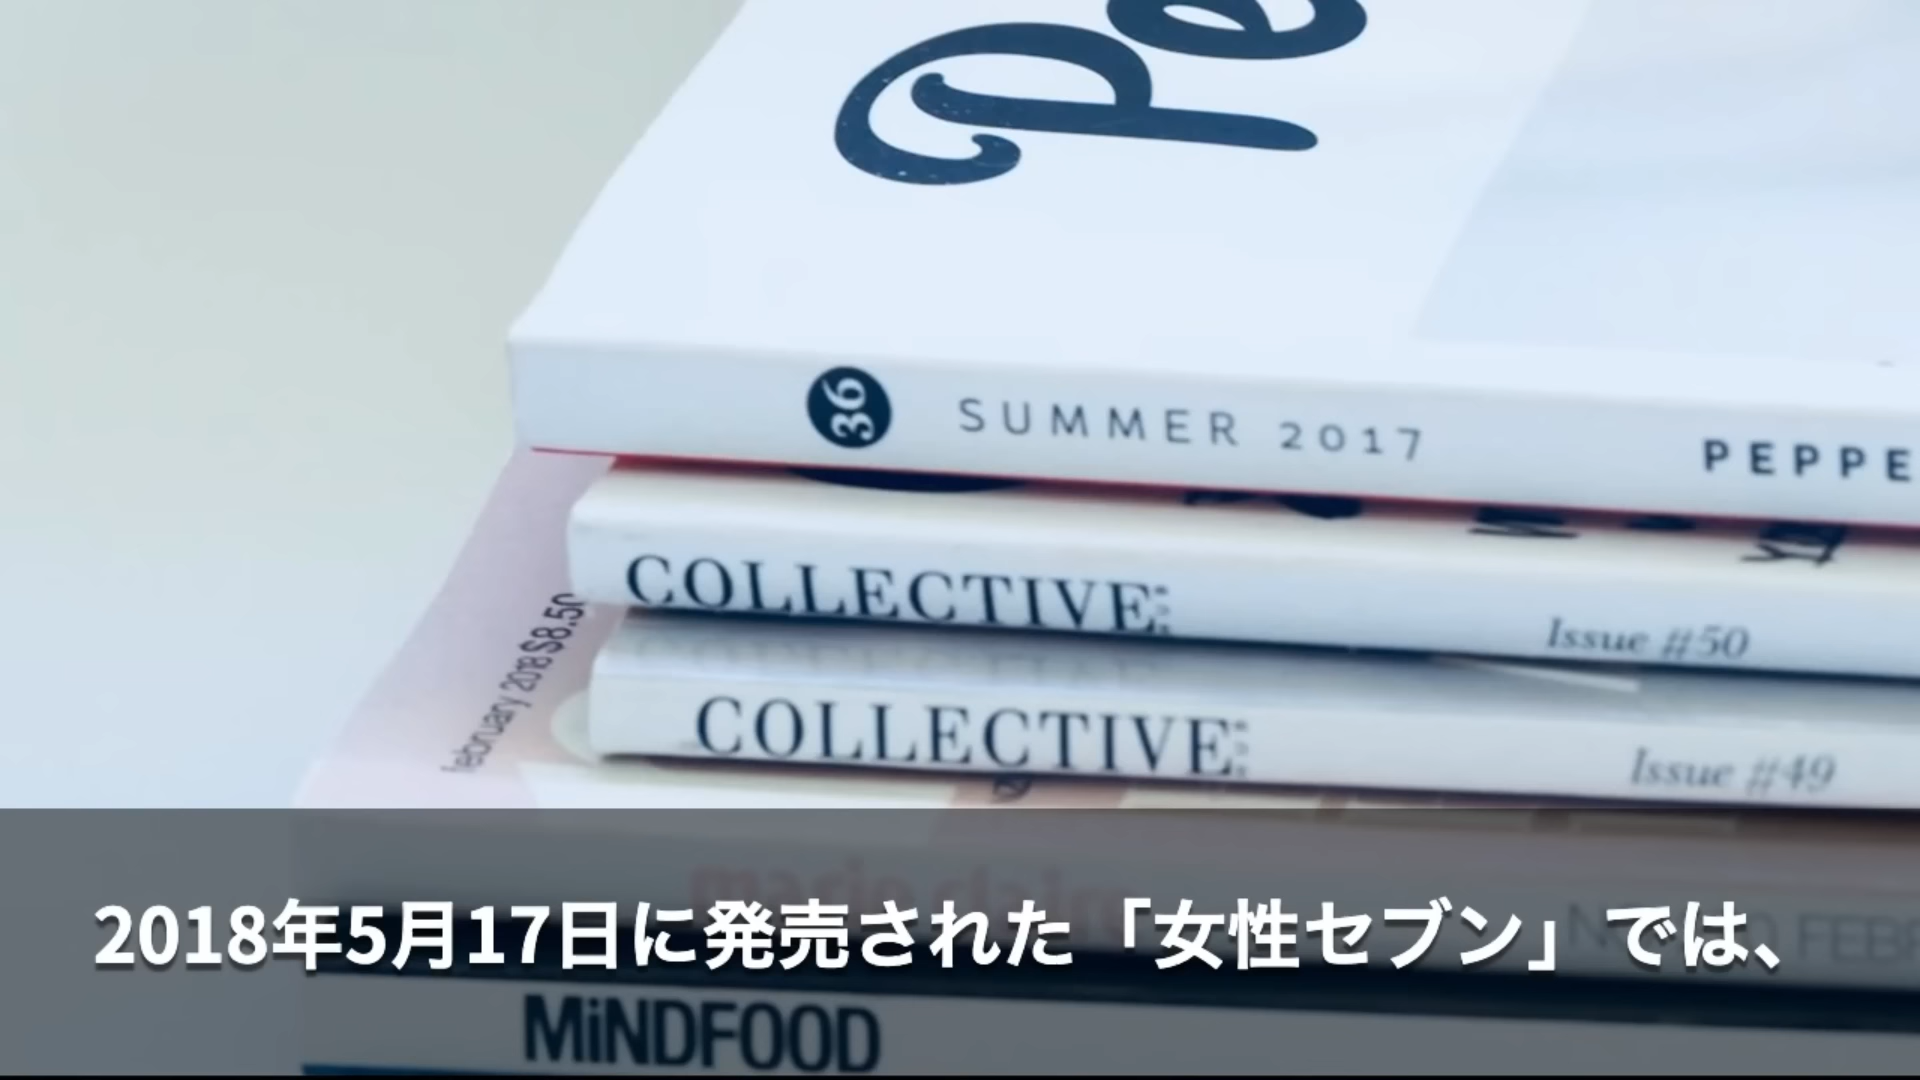 Pe
36 SUMMER 2017 PEPPE
COLLECTIVE
Issue #50
february 2018 $8.50
COLLECTIVE
Issue #49
2018年5月17日に発売された「女性セブン」では、
MiNDFOOD